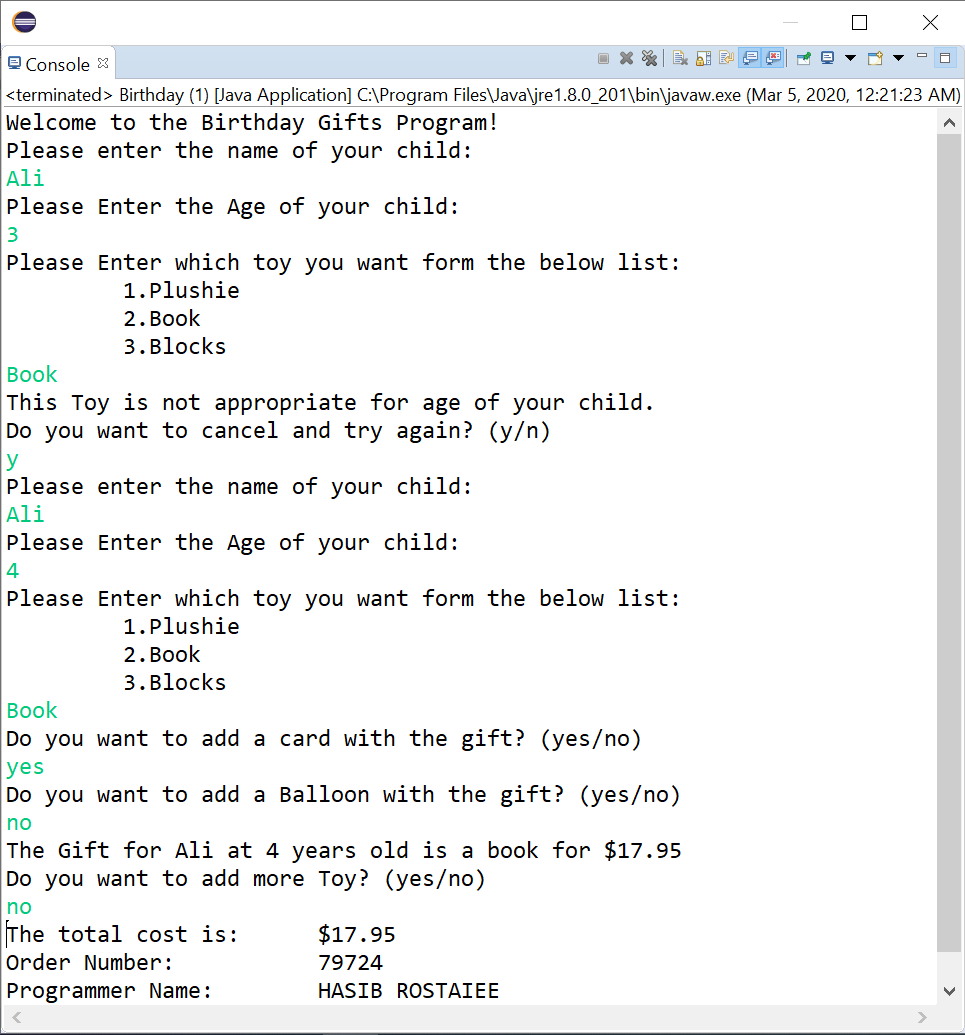 Console
<terminated> Birthday (1) [Java Application] C:\Program Files\Java\jre1.8.0_201\bin\javaw.exe (Mar 5, 2020, 12:21:23 AM)
Welcome to the Birthday Gifts Program!
Please enter the name of your child:
Ali
Please Enter the Age of your child:
3
Please Enter which toy you want form the below list:
1.Plushie
2.Book
3.Blocks
Book
This Toy is not appropriate for age of your child.
Do you want to cancel and try again? (y/n)
y
Please enter the name of your child:
Ali
Please Enter the Age of your child:
4
Please Enter which toy you want form the below list:
1.Plushie
2.Book
3.Blocks
Book
Do you want to add a card with the gift? (yes/no)
yes
Do you want to add a Balloon with the gift? (yes/no)
no
The Gift for Ali at 4 years old is a book for $17.95
Do you want to add more Toy? (yes/no)
no
The total cost is: $17.95
Order Number: 79724
Programmer Name: HASIB ROSTAIEE